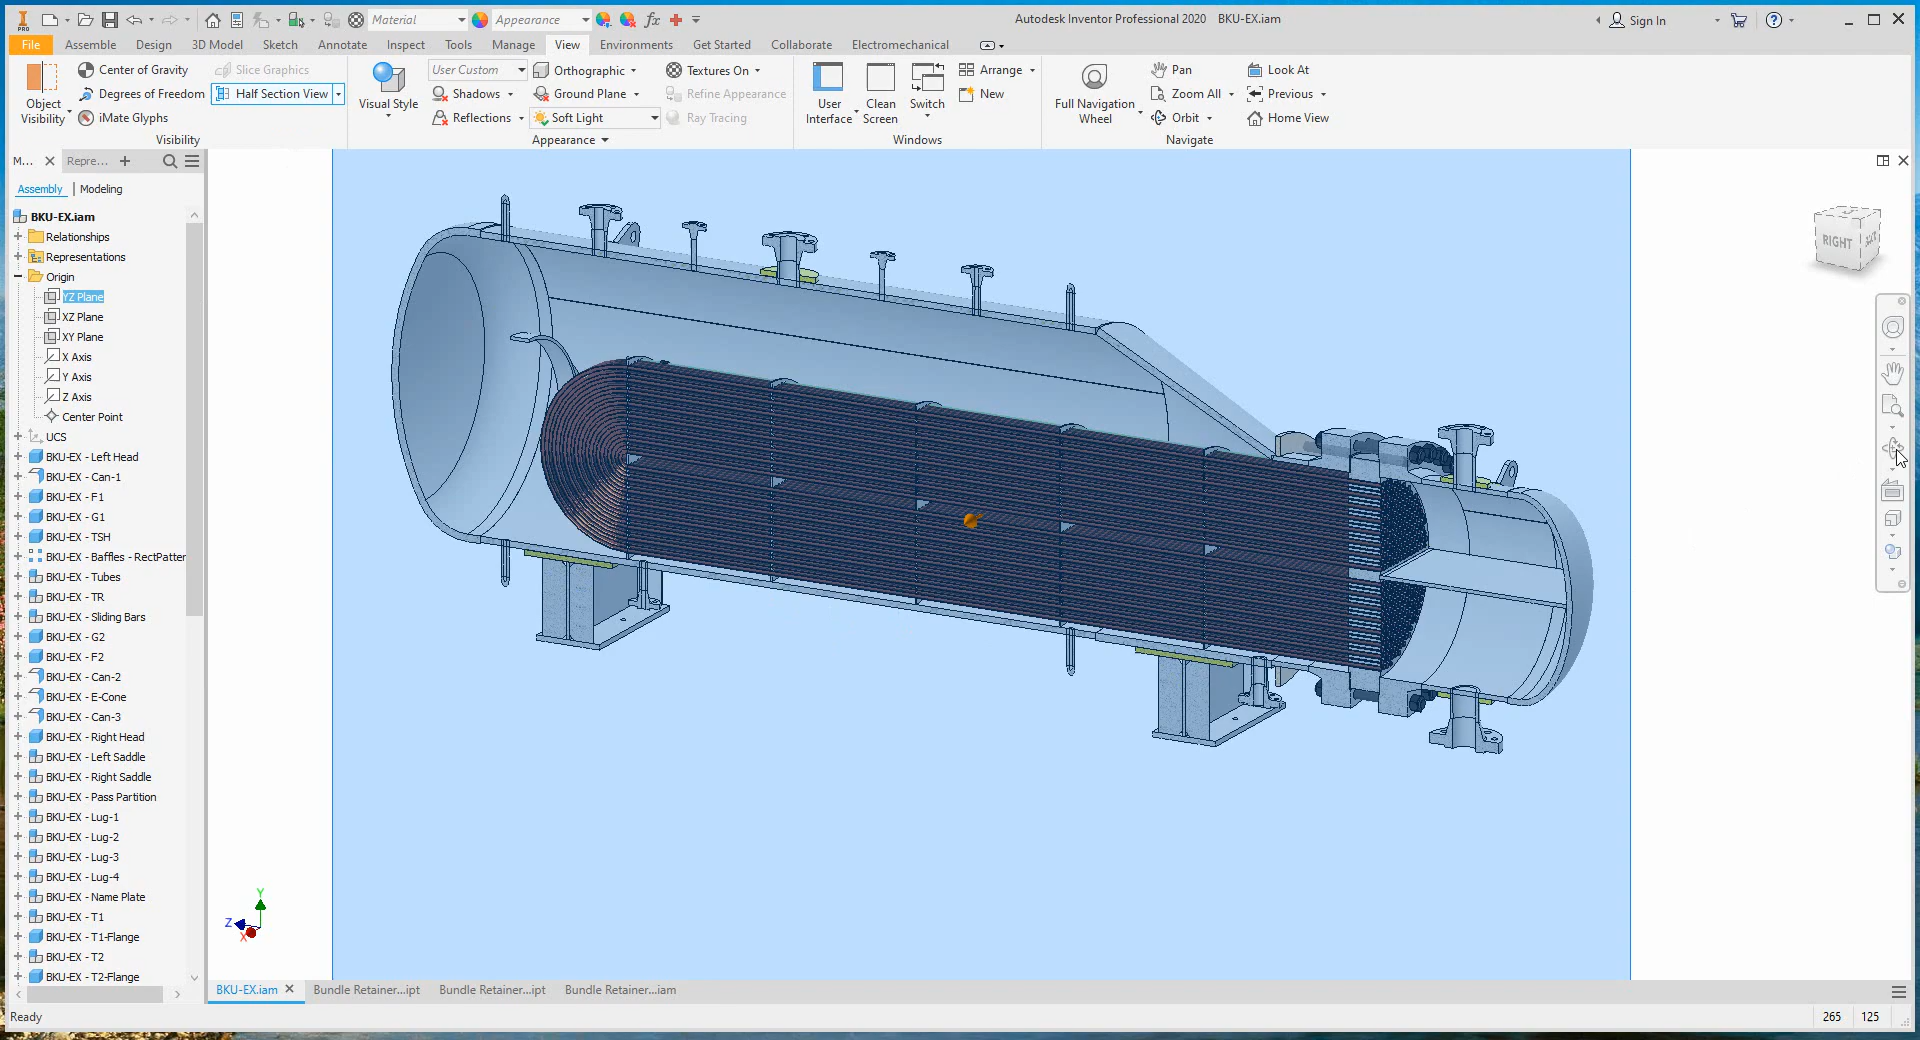 PRO
Material
Appearance
fx
Autodesk Inventor Professional 2020 BKU-EX.iam
Sign In
File Assemble Design 3D Model Sketch Annotate Inspect Tools Manage View Environments Get Started Collaborate Electromechanical
Object Visibility
Center of Gravity
Degrees of Freedom
iMate Glyphs
Slice Graphics
Half Section View
Visibility
Visual Style
User Custom
Shadows
Reflections
Orthographic
Ground Plane
Soft Light
Textures On
Refine Appearance
Ray Tracing
Appearance
User Interface
Clean Screen
Switch
Arrange
New
Windows
Full Navigation Wheel
Pan
Zoom All
Orbit
Look At
Previous
Home View
Navigate
M... Repre...
Assembly Modeling
BKU-EX.iam
Relationships
Representations
Origin
YZ Plane
XZ Plane
XY Plane
X Axis
Y Axis
Z Axis
Center Point
UCS
BKU-EX - Left Head
BKU-EX - Can-1
BKU-EX - F1
BKU-EX - G1
BKU-EX - TSH
BKU-EX - Baffles - RectPatter
BKU-EX - Tubes
BKU-EX - TR
BKU-EX - Sliding Bars
BKU-EX - G2
BKU-EX - F2
BKU-EX - Can-2
BKU-EX - E-Cone
BKU-EX - Can-3
BKU-EX - Right Head
BKU-EX - Left Saddle
BKU-EX - Right Saddle
BKU-EX - Pass Partition
BKU-EX - Lug-1
BKU-EX - Lug-2
BKU-EX - Lug-3
BKU-EX - Lug-4
BKU-EX - Name Plate
BKU-EX - T1
BKU-EX - T1-Flange
BKU-EX - T2
BKU-EX - T2-Flange
RIGHT BACK
Y
Z
X
BKU-EX.iam Bundle Retainer...ipt Bundle Retainer...ipt Bundle Retainer...iam
Ready
265 125